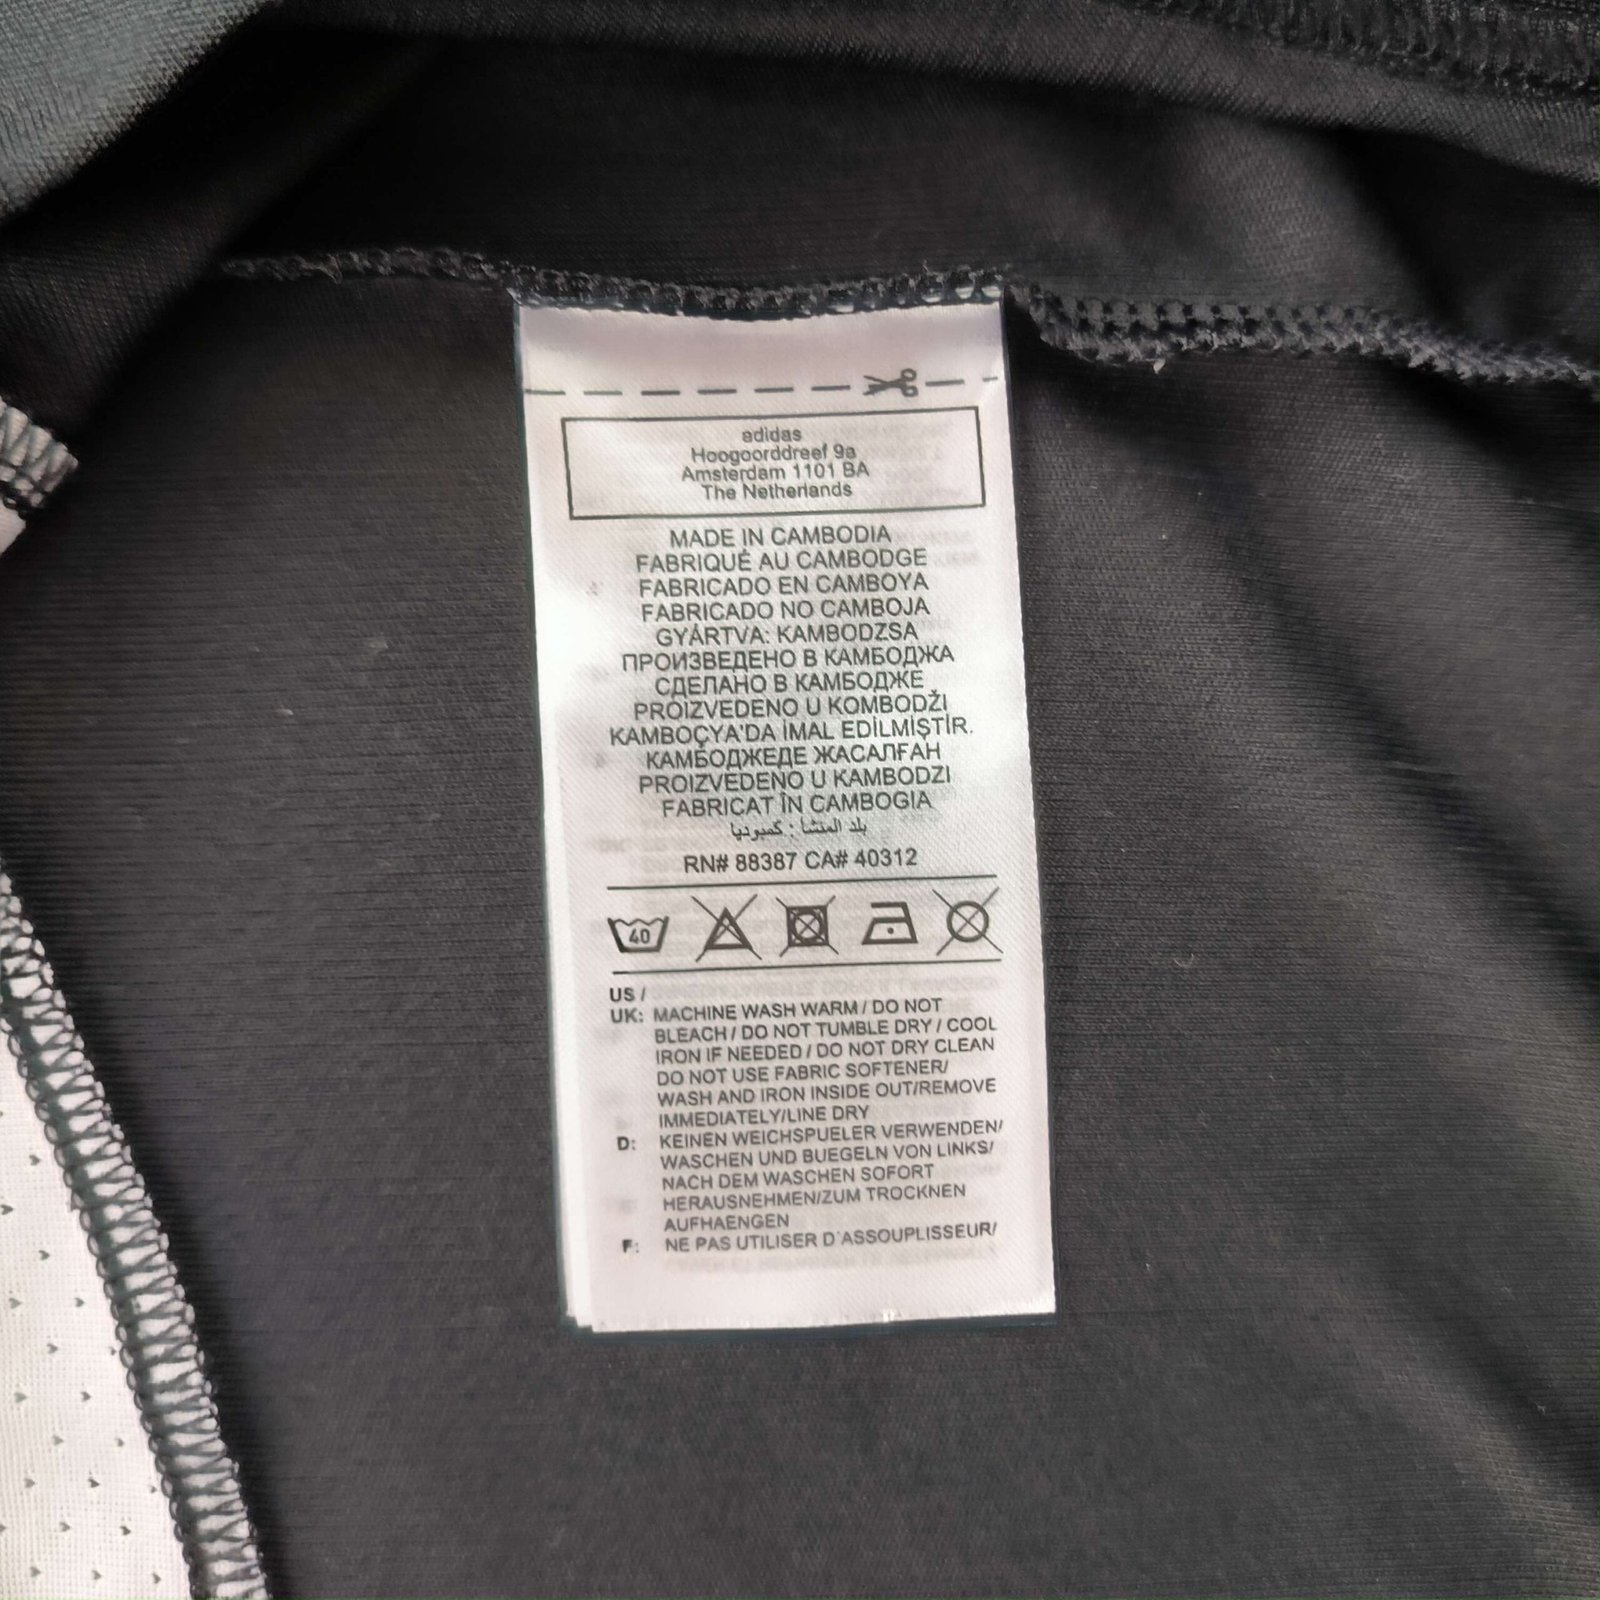 adidas
Hoogoorddreef 9a
Amsterdam 1101 BA
The Netherlands
MADE IN CAMBODIA
FABRIQUÉ AU CAMBODGE
FABRICADO EN CAMBOYA
FABRICADO NO CAMBOJA
GYÁRTVA: KAMBODZSA
ПРОИЗВЕДЕНО В КАМБОДЖА
СДЕЛАНО В КАМБОДЖЕ
PROIZVEDENO U KOMBODŽI
KAMBOÇYA'DA İMAL EDİLMİŞTİR.
КАМБОДЖЕДЕ ЖАСАЛҒАН
PROIZVEDENO U KAMBODZI
FABRICAT ÎN CAMBOGIA
بلد المنشأ : كمبوديا
RN# 88387 CA# 40312
40
US /
UK: MACHINE WASH WARM / DO NOT
BLEACH / DO NOT TUMBLE DRY / COOL
IRON IF NEEDED / DO NOT DRY CLEAN
DO NOT USE FABRIC SOFTENER/
WASH AND IRON INSIDE OUT/REMOVE
IMMEDIATELY/LINE DRY
D: KEINEN WEICHSPUELER VERWENDEN/
WASCHEN UND BUEGELN VON LINKS/
NACH DEM WASCHEN SOFORT
HERAUSNEHMEN/ZUM TROCKNEN
AUFHAENGEN
F: NE PAS UTILISER D'ASSOUPLISSEUR/